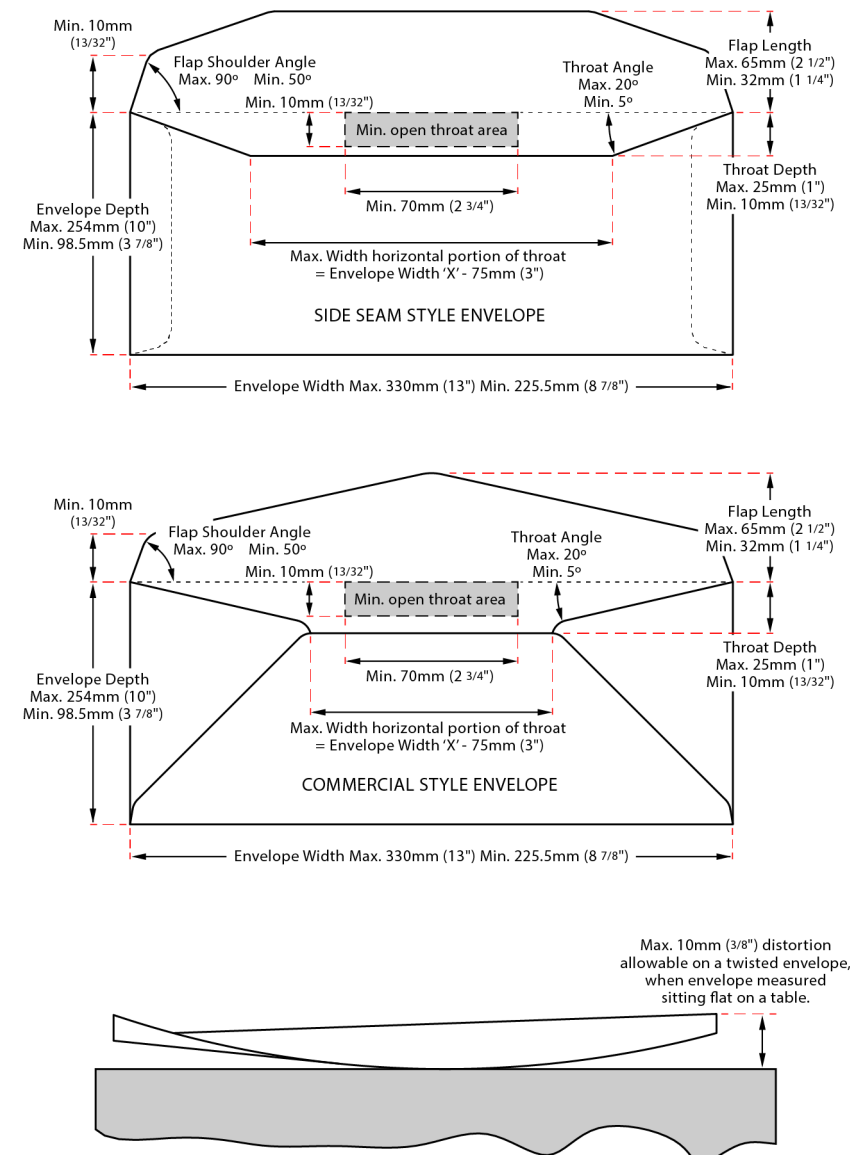 Min. 10mm
(13/32")
Flap Shoulder Angle
Max. 90º Min. 50º
Min. 10mm (13/32")
Throat Angle
Max. 20º
Min. 5º
Flap Length
Max. 65mm (2 1/2")
Min. 32mm (1 1/4")
Min. open throat area
Throat Depth
Max. 25mm (1")
Min. 10mm (13/32")
Min. 70mm (2 3/4")
Envelope Depth
Max. 254mm (10")
Min. 98.5mm (3 7/8")
Max. Width horizontal portion of throat
= Envelope Width ‘X’ - 75mm (3")
SIDE SEAM STYLE ENVELOPE
Envelope Width Max. 330mm (13") Min. 225.5mm (8 7/8")
Min. 10mm
(13/32")
Flap Shoulder Angle
Max. 90º Min. 50º
Min. 10mm (13/32")
Throat Angle
Max. 20º
Min. 5º
Flap Length
Max. 65mm (2 1/2")
Min. 32mm (1 1/4")
Min. open throat area
Throat Depth
Max. 25mm (1")
Min. 10mm (13/32")
Min. 70mm (2 3/4")
Envelope Depth
Max. 254mm (10")
Min. 98.5mm (3 7/8")
Max. Width horizontal portion of throat
= Envelope Width ‘X’ - 75mm (3")
COMMERCIAL STYLE ENVELOPE
Envelope Width Max. 330mm (13") Min. 225.5mm (8 7/8")
Max. 10mm (3/8") distortion
allowable on a twisted envelope,
when envelope measured
sitting flat on a table.